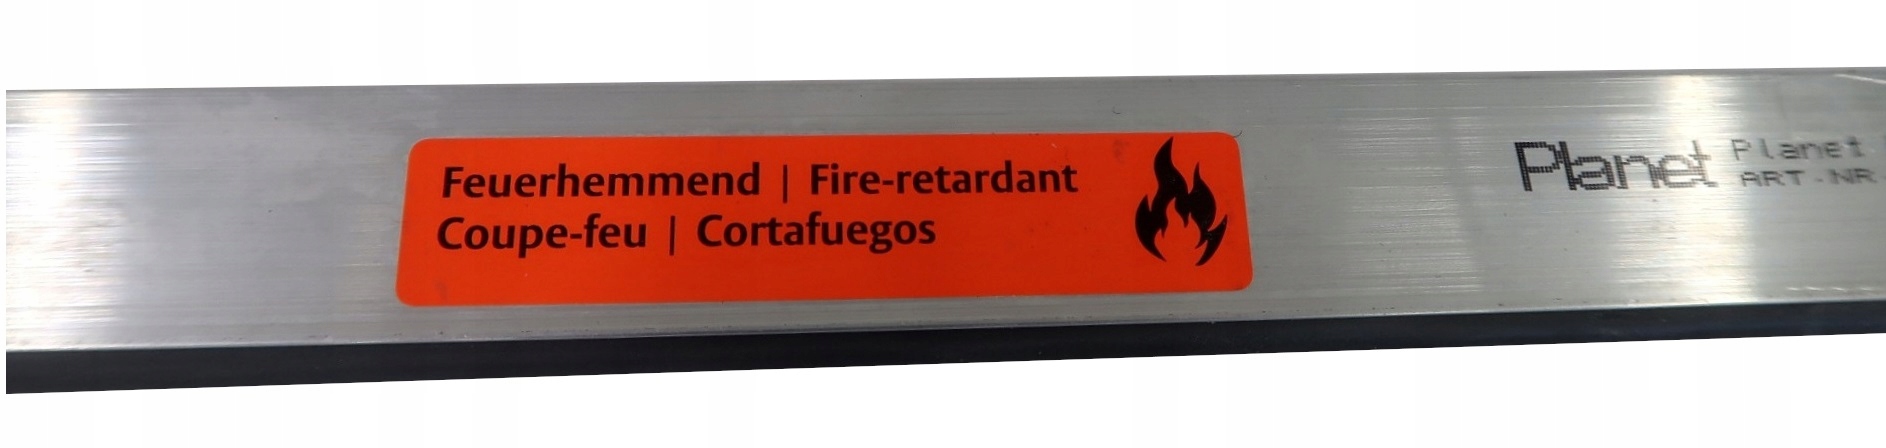 Feuerhemmend | Fire-retardant
Coupe-feu | Cortafuegos
Planet Planet
ART.NR.